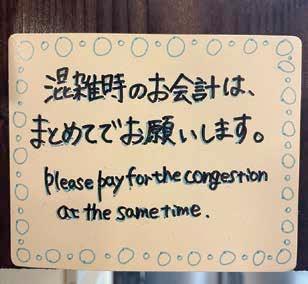 混雑時のお会計は、
まとめてでお願いします。
please pay for the congestion
at the same time.